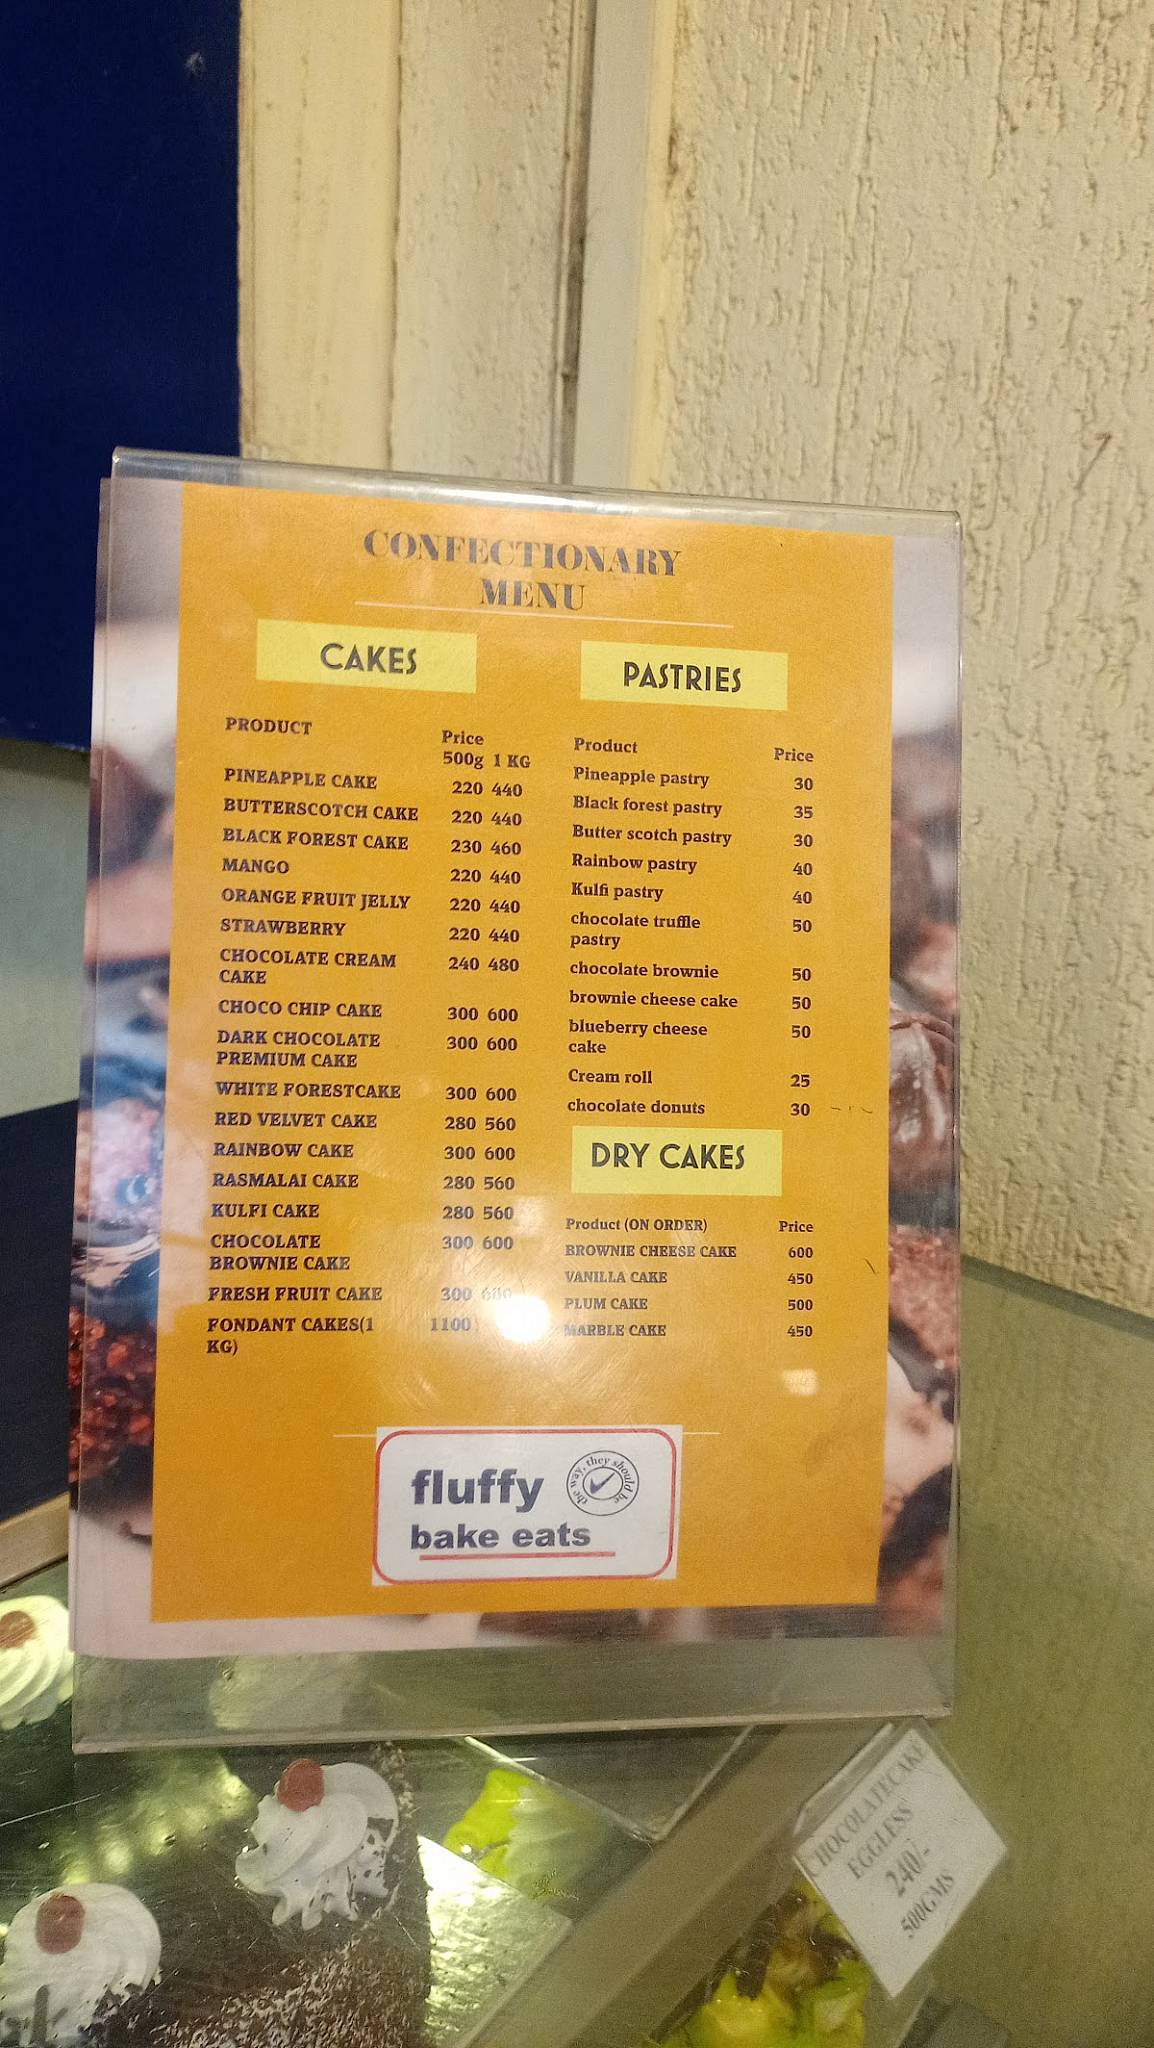 CONFECTIONARY
MENU
CAKES
PRODUCT
Price
500g 1 KG
PINEAPPLE CAKE 220 440
BUTTERSCOTCH CAKE 220 440
BLACK FOREST CAKE 230 460
MANGO 220 440
ORANGE FRUIT JELLY 220 440
STRAWBERRY 220 440
CHOCOLATE CREAM 240 480
CAKE
CHOCO CHIP CAKE 300 600
DARK CHOCOLATE 300 600
PREMIUM CAKE
WHITE FORESTCAKE 300 600
RED VELVET CAKE 280 560
RAINBOW CAKE 300 600
RASMALAI CAKE 280 560
KULFI CAKE 280 560
CHOCOLATE 300 600
BROWNIE CAKE
FRESH FRUIT CAKE 300 600
FONDANT CAKES(1 1100
KG)
PASTRIES
Product Price
Pineapple pastry 30
Black forest pastry 35
Butter scotch pastry 30
Rainbow pastry 40
Kulfi pastry 40
chocolate truffle 50
pastry
chocolate brownie 50
brownie cheese cake 50
blueberry cheese 50
cake
Cream roll 25
chocolate donuts 30
DRY CAKES
Product (ON ORDER) Price
BROWNIE CHEESE CAKE 600
VANILLA CAKE 450
PLUM CAKE 500
MARBLE CAKE 450
fluffy
bake eats
the way, they should be
CHOCOLATECAKE
EGGLESS
240/-
500GMS